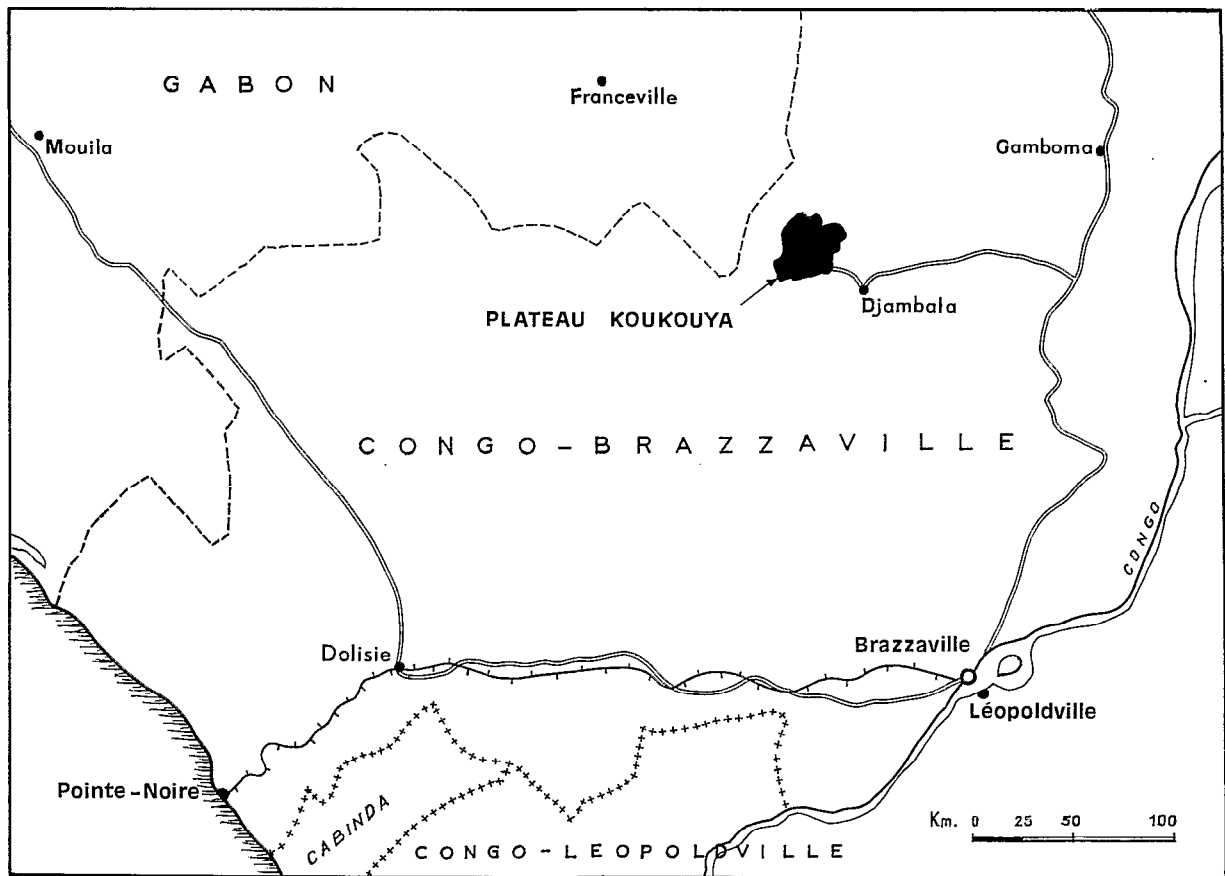 GABON
Franceville
Mouila
Gamboma
Djambala
PLATEAU KOUKOUYA
CONGO-BRAZZAVILLE
CONGO
Dolisie
Brazzaville
Léopoldville
Pointe-Noire
CABINDA
Km. 0 25 50 100
CONGO-LEOPOLDVILLE